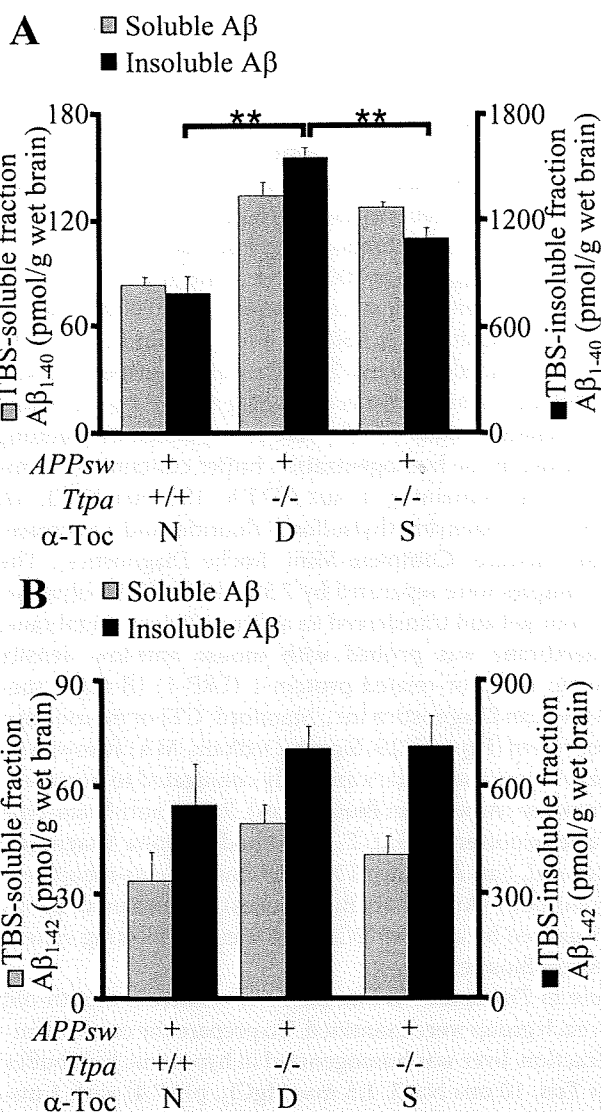 A
Soluble Aβ
Insoluble Aβ
TBS-soluble fraction
Aβ1-40 (pmol/g wet brain)
180
120
60
0
** **
1800
1200
600
0
TBS-insoluble fraction
Aβ1-40 (pmol/g wet brain)
APPsw + + +
Ttpa +/+ -/- -/-
α-Toc N D S
B
Soluble Aβ
Insoluble Aβ
TBS-soluble fraction
Aβ1-42 (pmol/g wet brain)
90
60
30
0
900
600
300
0
TBS-insoluble fraction
Aβ1-42 (pmol/g wet brain)
APPsw + + +
Ttpa +/+ -/- -/-
α-Toc N D S